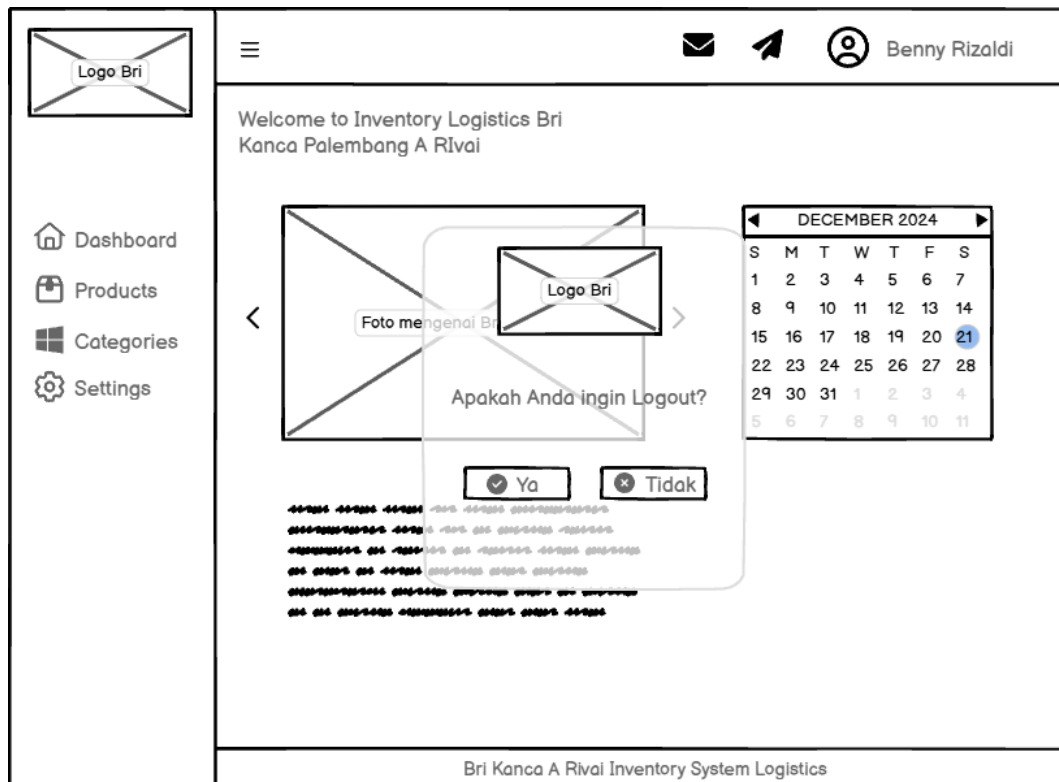 Logo Bri
Benny Rizaldi
Welcome to Inventory Logistics Bri
Kanca Palembang A RIvai
Dashboard
Products
Categories
Settings
Foto mengenai Br
Logo Bri
Apakah Anda ingin Logout?
Ya
Tidak
DECEMBER 2024
S M T W T F S
1 2 3 4 5 6 7
8 9 10 11 12 13 14
15 16 17 18 19 20 21
22 23 24 25 26 27 28
29 30 31 1 2 3 4
5 6 7 8 9 10 11
Bri Kanca A Rivai Inventory System Logistics